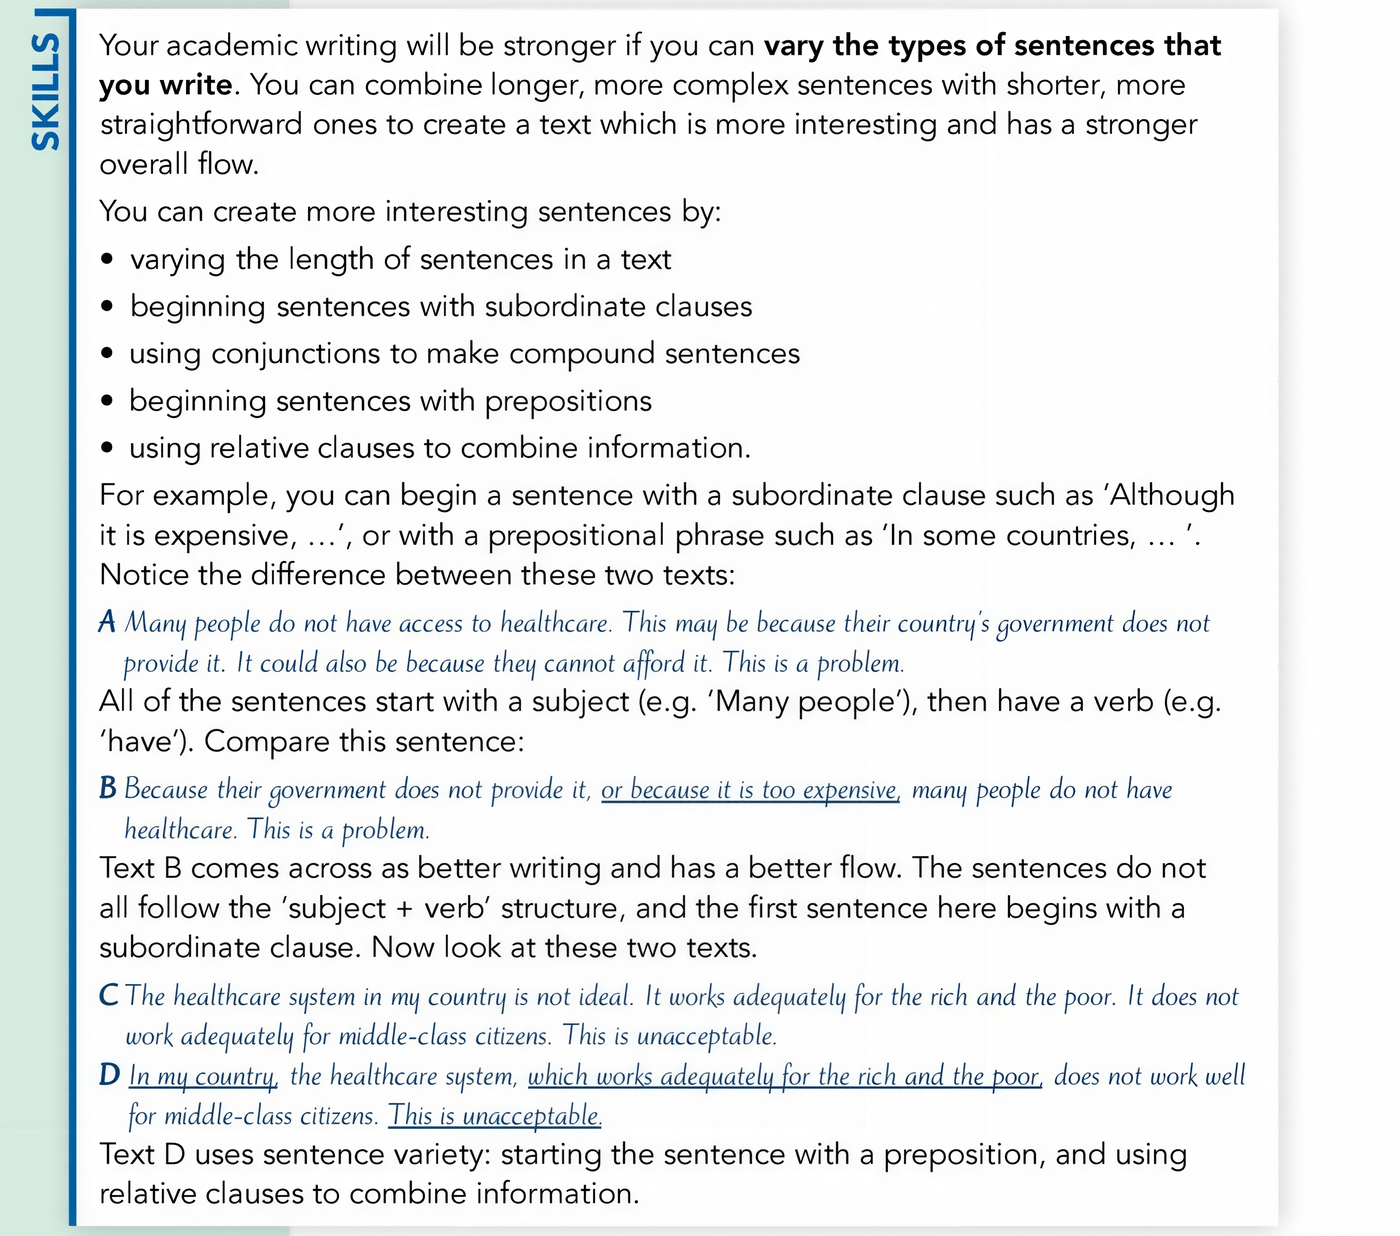 SKILLS
Your academic writing will be stronger if you can vary the types of sentences that
you write. You can combine longer, more complex sentences with shorter, more
straightforward ones to create a text which is more interesting and has a stronger
overall flow.
You can create more interesting sentences by:
• varying the length of sentences in a text
• beginning sentences with subordinate clauses
• using conjunctions to make compound sentences
• beginning sentences with prepositions
• using relative clauses to combine information.
For example, you can begin a sentence with a subordinate clause such as ‘Although
it is expensive, …’, or with a prepositional phrase such as ‘In some countries, … ’.
Notice the difference between these two texts:
A Many people do not have access to healthcare. This may be because their country’s government does not
provide it. It could also be because they cannot afford it. This is a problem.
All of the sentences start with a subject (e.g. ‘Many people’), then have a verb (e.g.
‘have’). Compare this sentence:
B Because their government does not provide it, or because it is too expensive, many people do not have
healthcare. This is a problem.
Text B comes across as better writing and has a better flow. The sentences do not
all follow the ‘subject + verb’ structure, and the first sentence here begins with a
subordinate clause. Now look at these two texts.
C The healthcare system in my country is not ideal. It works adequately for the rich and the poor. It does not
work adequately for middle-class citizens. This is unacceptable.
D In my country, the healthcare system, which works adequately for the rich and the poor, does not work well
for middle-class citizens. This is unacceptable.
Text D uses sentence variety: starting the sentence with a preposition, and using
relative clauses to combine information.